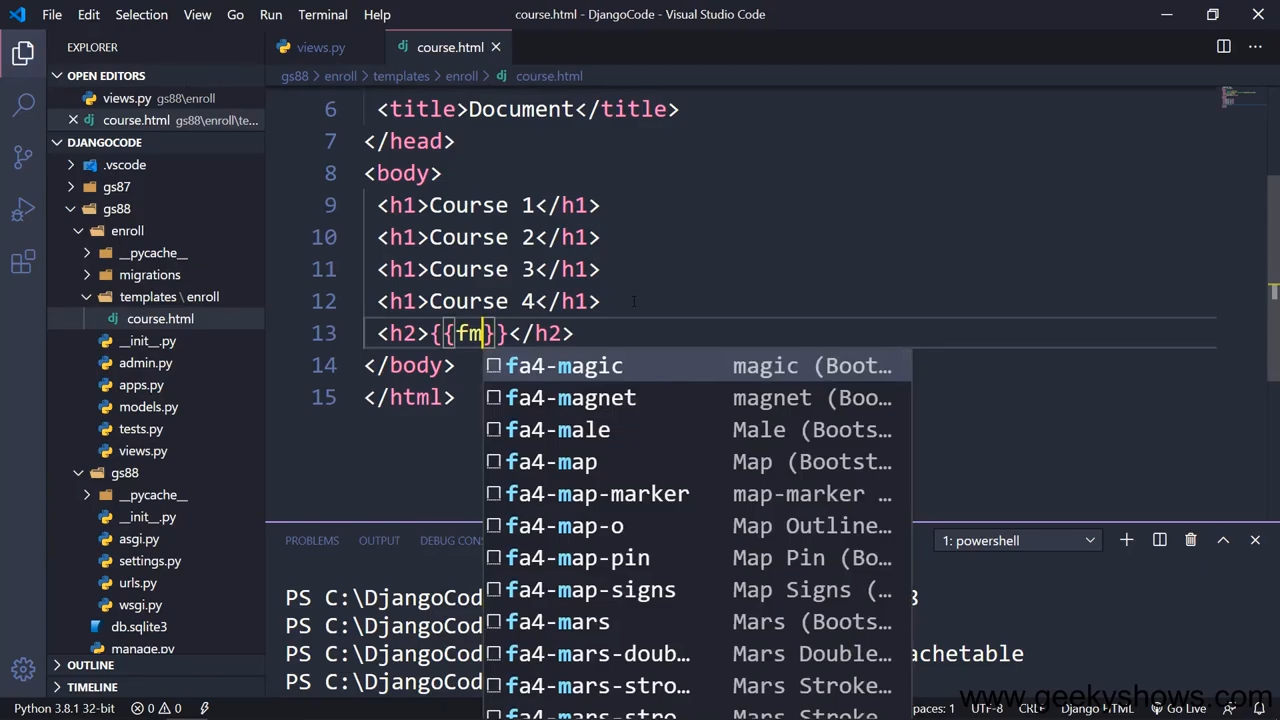 File Edit Selection View Go Run Terminal Help course.html - DjangoCode - Visual Studio Code
EXPLORER
OPEN EDITORS
views.py gs88\enroll
course.html gs88\enroll\te...
DJANGOCODE
.vscode
gs87
gs88
enroll
__pycache__
migrations
templates \ enroll
course.html
__init__.py
admin.py
apps.py
models.py
tests.py
views.py
gs88
__pycache__
__init__.py
asgi.py
settings.py
urls.py
wsgi.py
db.sqlite3
manage.py
OUTLINE
TIMELINE
views.py course.html
gs88 > enroll > templates > enroll > course.html
6 <title>Document</title>
7 </head>
8 <body>
9 <h1>Course 1</h1>
10 <h1>Course 2</h1>
11 <h1>Course 3</h1>
12 <h1>Course 4</h1>
13 <h2>{{fm}}</h2>
14 </body>
15 </html>
fa4-magic magic (Boot...
fa4-magnet magnet (Boo...
fa4-male Male (Boots...
fa4-map Map (Bootst...
fa4-map-marker map-marker ...
fa4-map-o Map Outline...
fa4-map-pin Map Pin (Bo...
fa4-map-signs Map Signs (...
fa4-mars Mars (Boots...
fa4-mars-doub... Mars Double...
fa4-mars-stro... Mars Stroke...
PROBLEMS OUTPUT DEBUG CON 1: powershell
PS C:\DjangoCod
PS C:\DjangoCod
PS C:\DjangoCod achetable
PS C:\DjangoCod
www.geekyshows.com
Python 3.8.1 32-bit 0 0 paces: 1 UTF-8 CRLF Django HTML Go Live